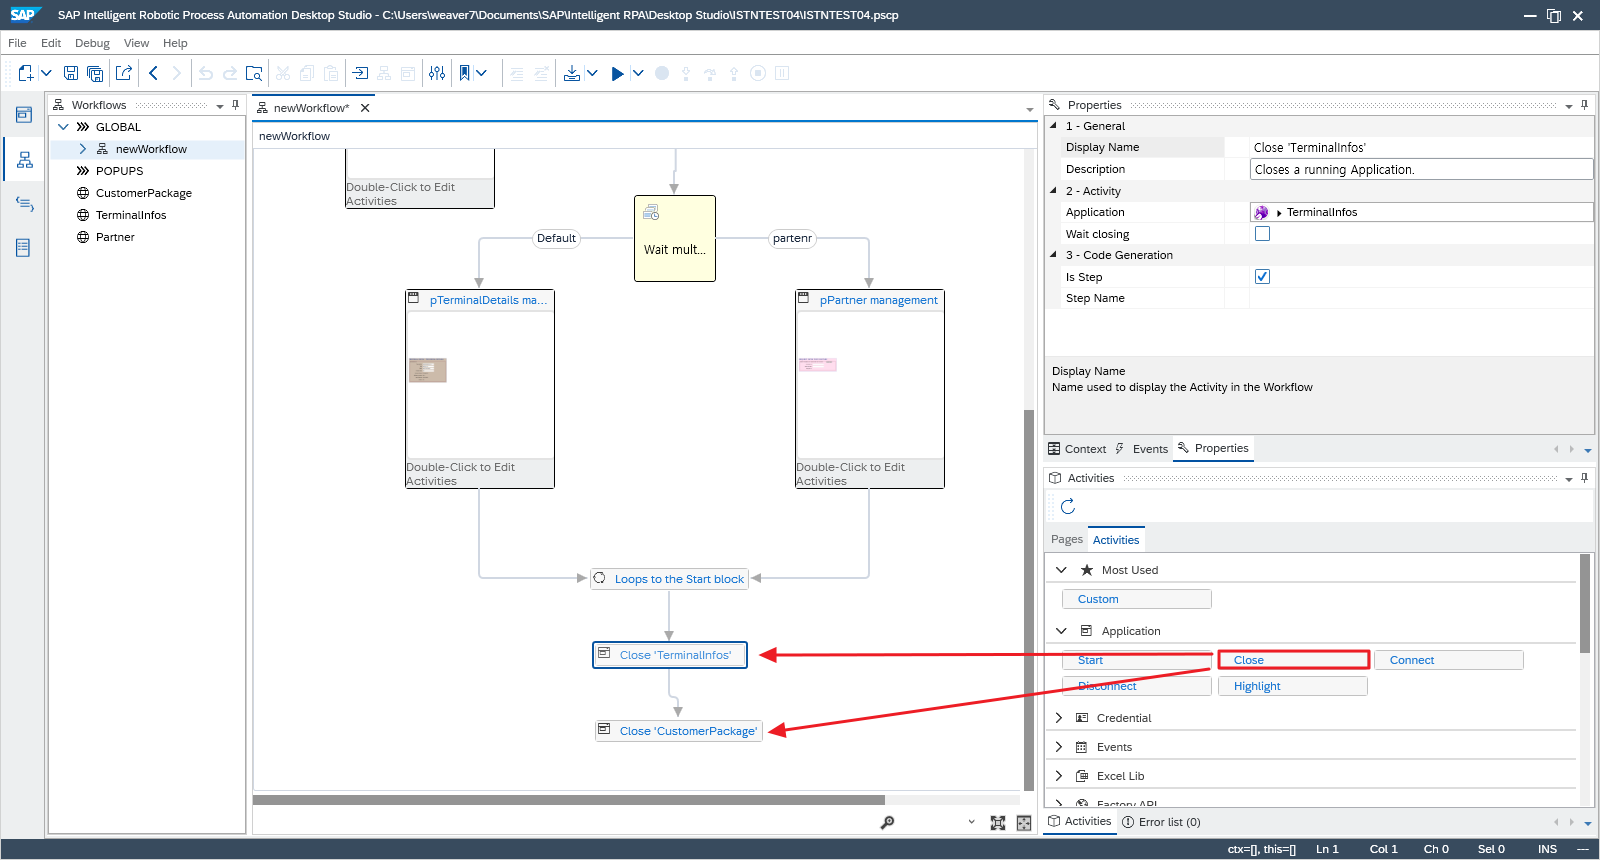 SAP SAP Intelligent Robotic Process Automation Desktop Studio - C:\Users\weaver7\Documents\SAP\Intelligent RPA\Desktop Studio\ISTNTEST04\ISTNTEST04.pscp
File Edit Debug View Help
Workflows
GLOBAL
newWorkflow
POPUPS
CustomerPackage
TerminalInfos
Partner
newWorkflow*
newWorkflow
Double-Click to Edit
Activities
Wait mult...
Default
partenr
pTerminalDetails ma...
Double-Click to Edit
Activities
pPartner management
Double-Click to Edit
Activities
Loops to the Start block
Close 'TerminalInfos'
Close 'CustomerPackage'
Properties
1 - General
Display Name Close 'TerminalInfos'
Description Closes a running Application.
2 - Activity
Application TerminalInfos
Wait closing
3 - Code Generation
Is Step
Step Name
Display Name
Name used to display the Activity in the Workflow
Context Events Properties
Activities
Pages Activities
Most Used
Custom
Application
Start Close Connect
Disconnect Highlight
Credential
Events
Excel Lib
Factory API
Activities Error list (0)
ctx=[], this=[] Ln 1 Col 1 Ch 0 Sel 0 INS ---